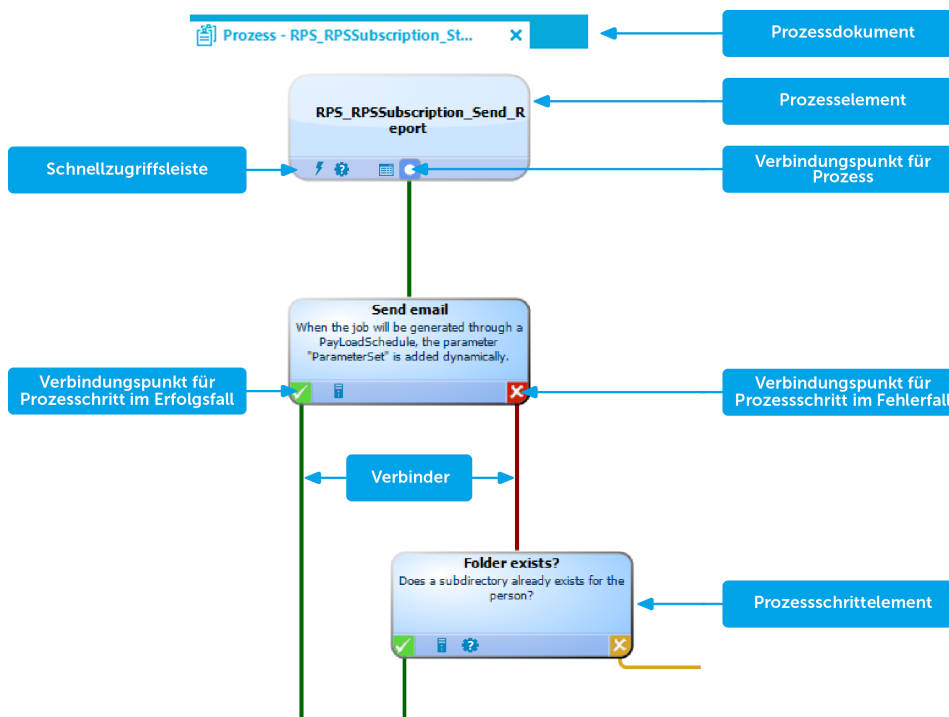 Prozess - RPS_RPSSubscription_St...
Prozessdokument
RPS_RPSSubscription_Send_R
eport
Prozesselement
Schnellzugriffsleiste
Verbindungspunkt für
Prozess
Send email
When the job will be generated through a
PayLoadSchedule, the parameter
"ParameterSet" is added dynamically.
Verbindungspunkt für
Prozesschritt im Erfolgsfall
Verbindungspunkt für
Prozessschritt im Fehlerfall
Verbinder
Folder exists?
Does a subdirectory already exists for the
person?
Prozessschrittelement